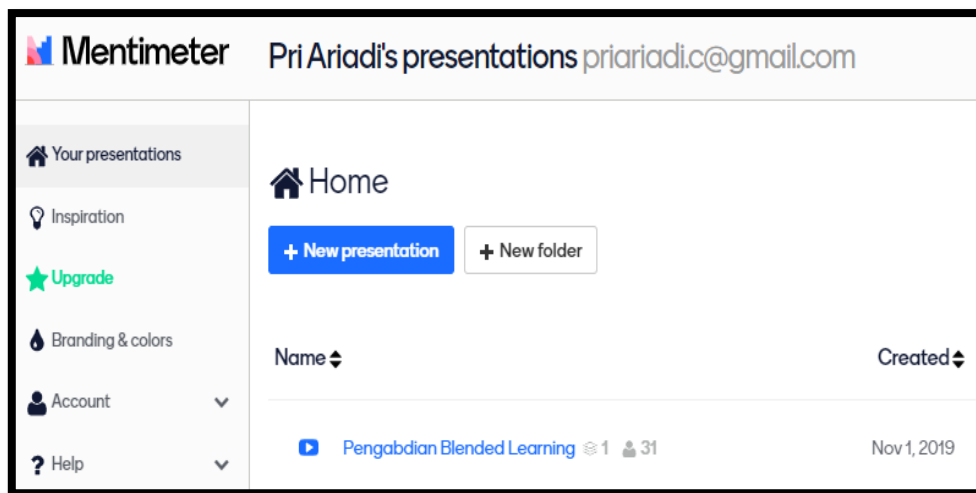 Mentimeter
Pri Ariadi's presentations priariadi.c@gmail.com
Your presentations
Inspiration
Upgrade
Branding & colors
Account
? Help
Home
+ New presentation
+ New folder
Name
Created
Pengabdian Blended Learning 1 31
Nov 1, 2019